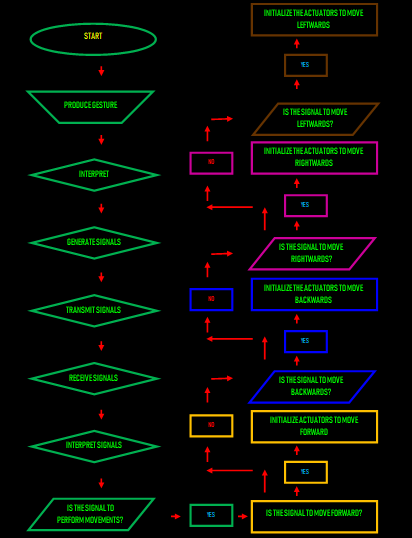 START
PRODUCE GESTURE
INTERPRET
GENERATE SIGNALS
TRANSMIT SIGNALS
RECEIVE SIGNALS
INTERPRET SIGNALS
IS THE SIGNAL TO
PERFORM MOVEMENTS?
YES
IS THE SIGNAL TO MOVE FORWARD?
YES
INITIALIZE ACTUATORS TO MOVE
FORWARD
NO
IS THE SIGNAL TO MOVE
BACKWARDS?
YES
INITIALIZE THE ACTUATORS TO MOVE
BACKWARDS
NO
IS THE SIGNAL TO MOVE
RIGHTWARDS?
YES
INITIALIZE THE ACTUATORS TO MOVE
RIGHTWARDS
NO
IS THE SIGNAL TO MOVE
LEFTWARDS?
YES
INITIALIZE THE ACTUATORS TO MOVE
LEFTWARDS